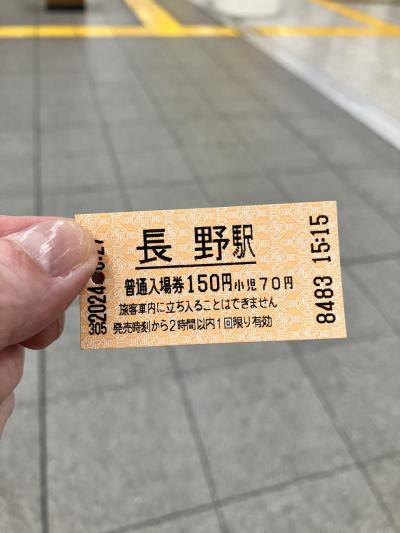 長野駅
普通入場券150円小児70円
旅客車内に立ち入ることはできません
発売時刻から2時間以内1回限り有効
2024
305
8483 15:15